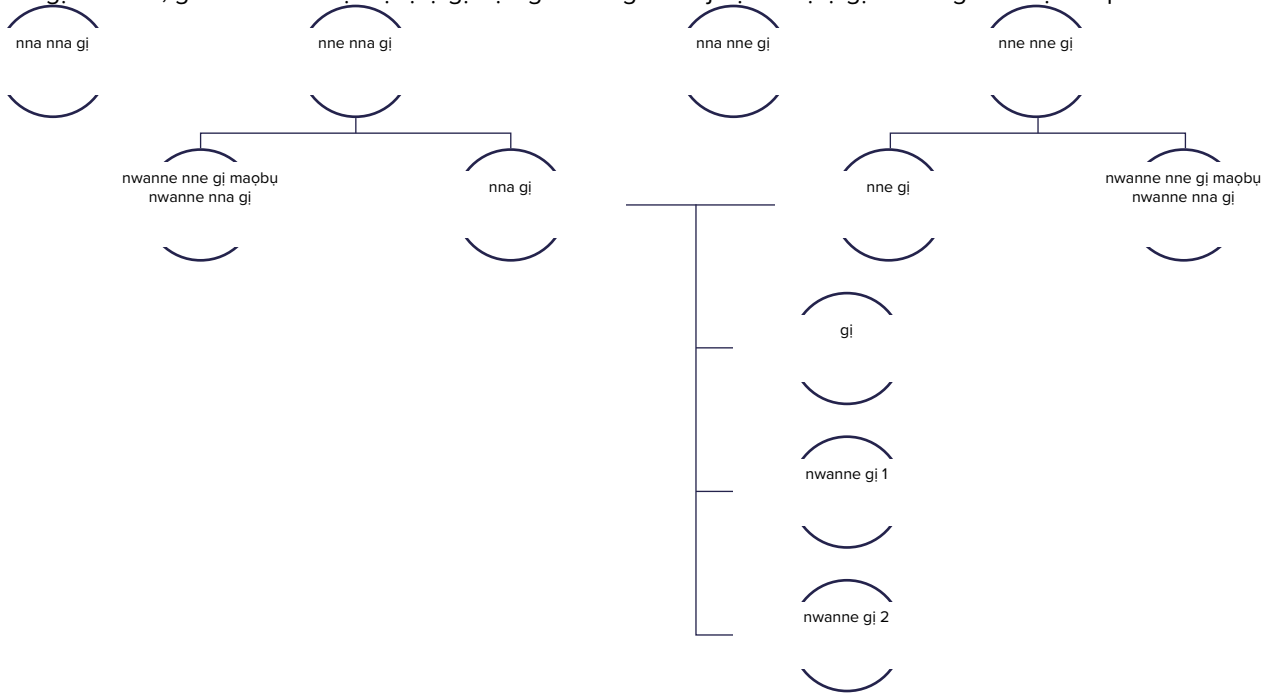 nna nna gị
nne nna gị
nna nne gị
nne nne gị
nwanne nne gị maọbụ
nwanne nna gị
nna gị
nne gị
nwanne nne gị maọbụ
nwanne nna gị
gị
nwanne gị 1
nwanne gị 2